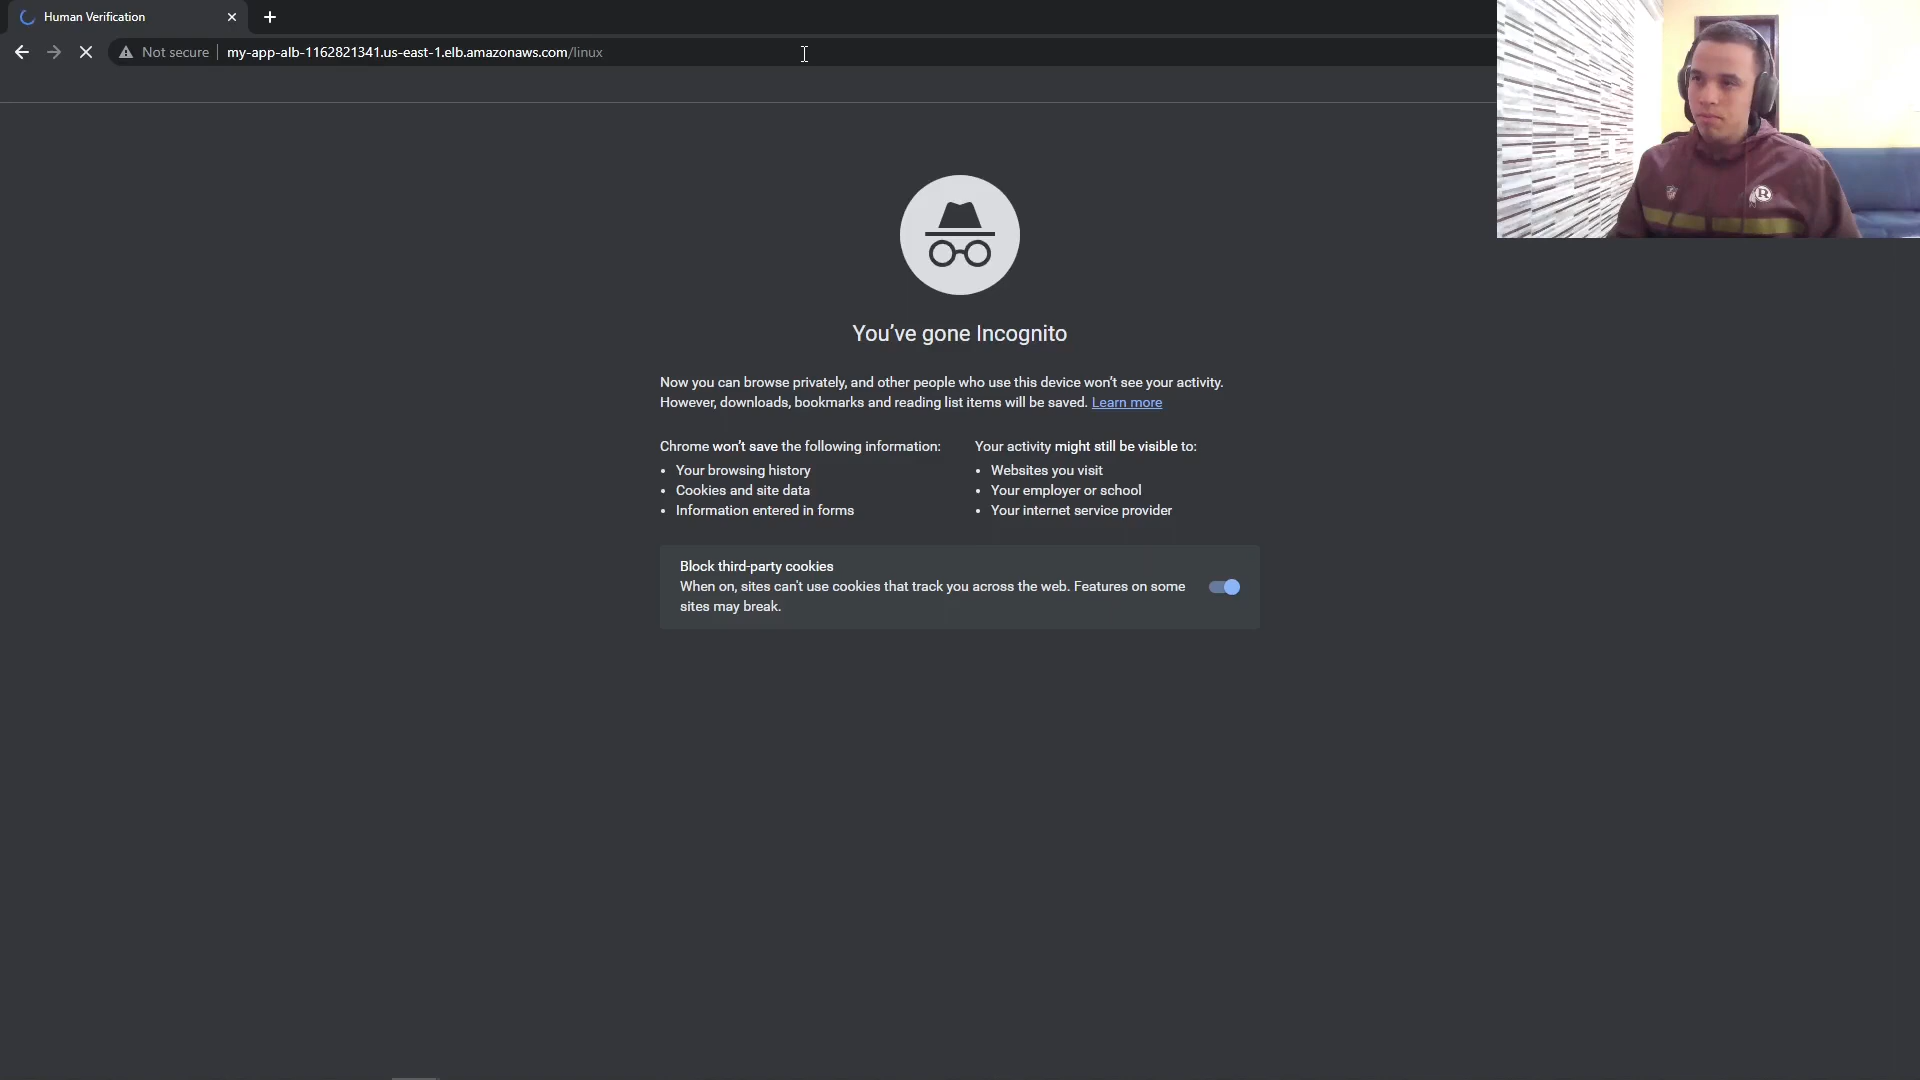 Human Verification
Not secure
my-app-alb-1162821341.us-east-1.elb.amazonaws.com/linux
You've gone Incognito
Now you can browse privately, and other people who use this device won't see your activity.
However, downloads, bookmarks and reading list items will be saved. Learn more
Chrome won't save the following information:
Your browsing history
Cookies and site data
Information entered in forms
Your activity might still be visible to:
Websites you visit
Your employer or school
Your internet service provider
Block third-party cookies
When on, sites can't use cookies that track you across the web. Features on some
sites may break.
R